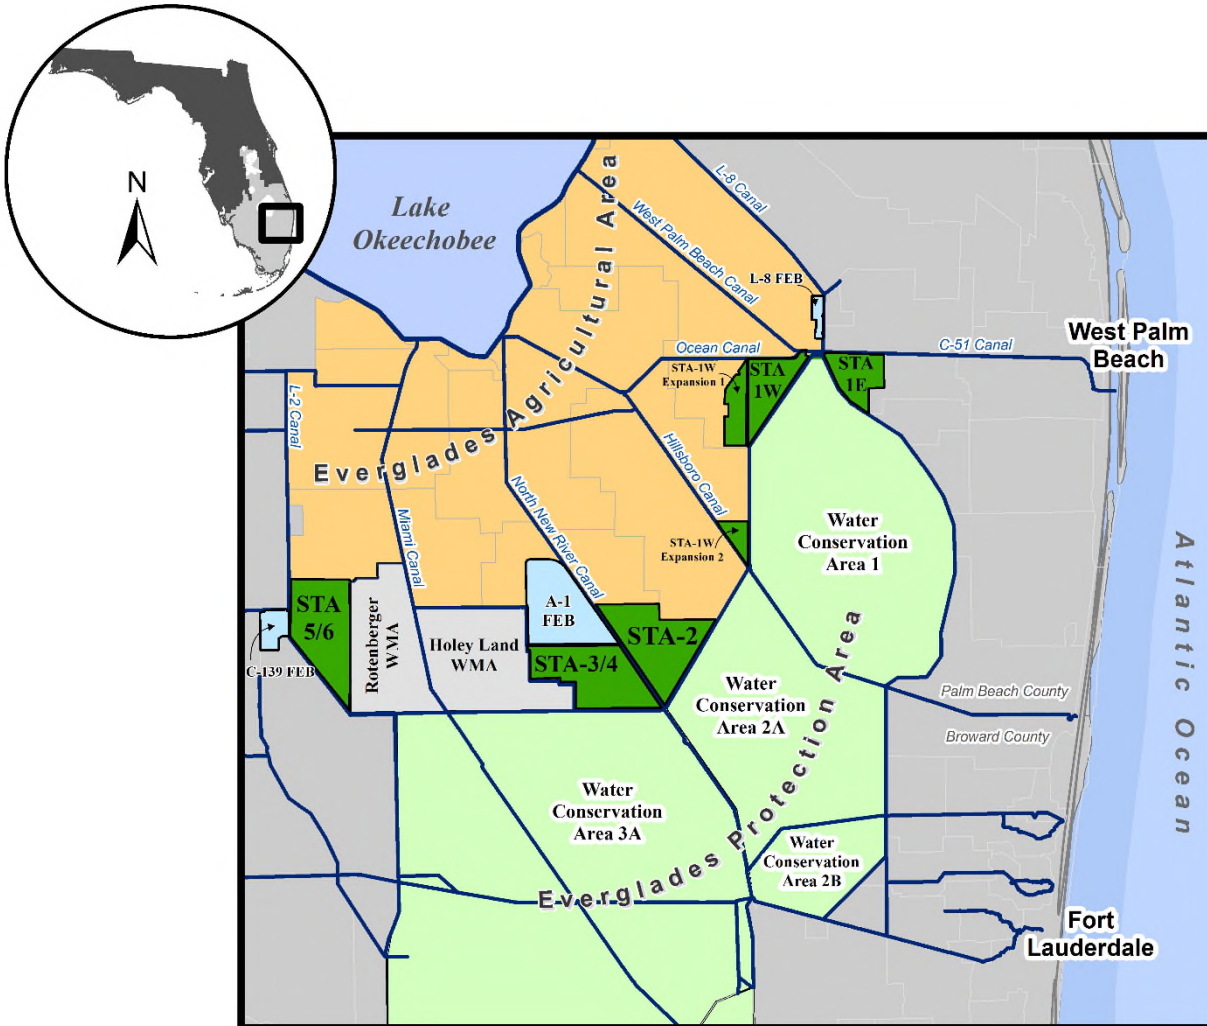 N
Lake
Okeechobee
L-8 Canal
West Palm Beach Canal
L-8 FEB
Everglades Agricultural Area
West Palm
Beach
Ocean Canal
C-51 Canal
STA-1W
Expansion 1
STA
1W
STA
1E
L-2 Canal
Miami Canal
North New River Canal
Hillsboro Canal
STA-1W
Expansion 2
Water
Conservation
Area 1
Atlantic Ocean
STA
5/6
C-139 FEB
Rotenberger
WMA
Holey Land
WMA
A-1
FEB
STA-3/4
STA-2
Water
Conservation
Area 2A
Palm Beach County
Broward County
Water
Conservation
Area 3A
Everglades Protection Area
Water
Conservation
Area 2B
Fort
Lauderdale